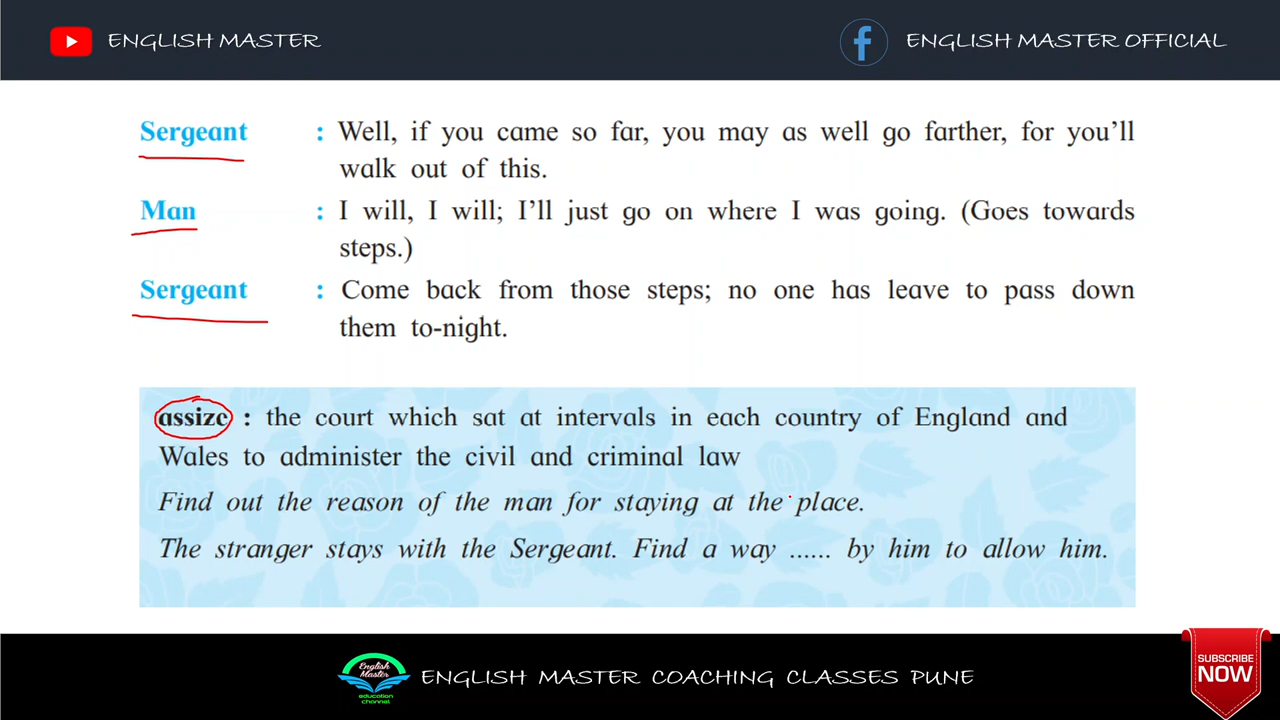 ENGLISH MASTER
ENGLISH MASTER OFFICIAL
Sergeant : Well, if you came so far, you may as well go farther, for you'll
walk out of this.
Man : I will, I will; I'll just go on where I was going. (Goes towards
steps.)
Sergeant : Come back from those steps; no one has leave to pass down
them to-night.
assize : the court which sat at intervals in each country of England and
Wales to administer the civil and criminal law
Find out the reason of the man for staying at the place.
The stranger stays with the Sergeant. Find a way ...... by him to allow him.
English
Master
education
channel
ENGLISH MASTER COACHING CLASSES PUNE
SUBSCRIBE
NOW